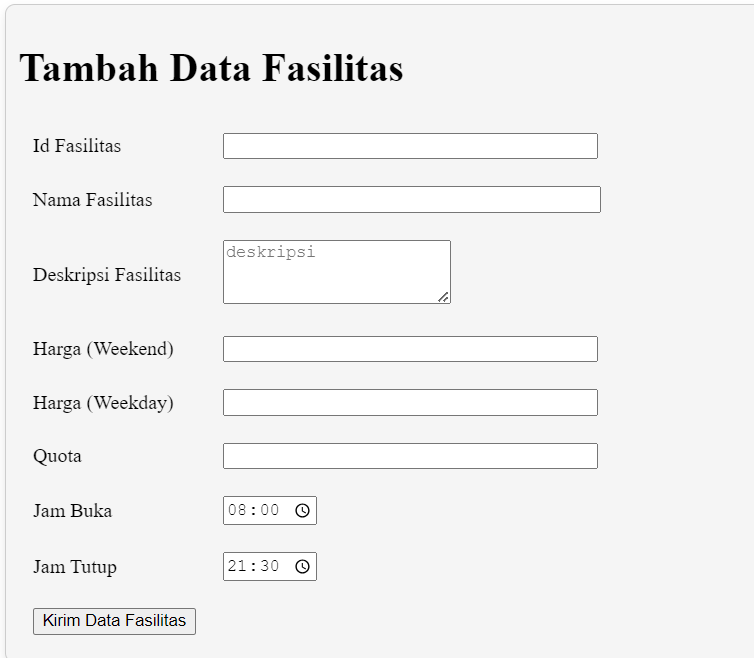 Tambah Data Fasilitas
Id Fasilitas
Nama Fasilitas
Deskripsi Fasilitas deskripsi
Harga (Weekend)
Harga (Weekday)
Quota
Jam Buka 08:00
Jam Tutup 21:30
Kirim Data Fasilitas